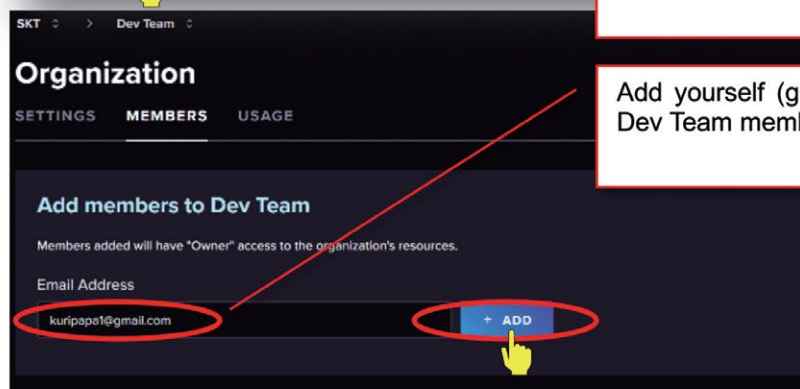 SKT > Dev Team
Organization
SETTINGS MEMBERS USAGE
Add yourself (g
Dev Team memb
Add members to Dev Team
Members added will have "Owner" access to the organization's resources.
Email Address
kuripapa1@gmail.com
+ ADD